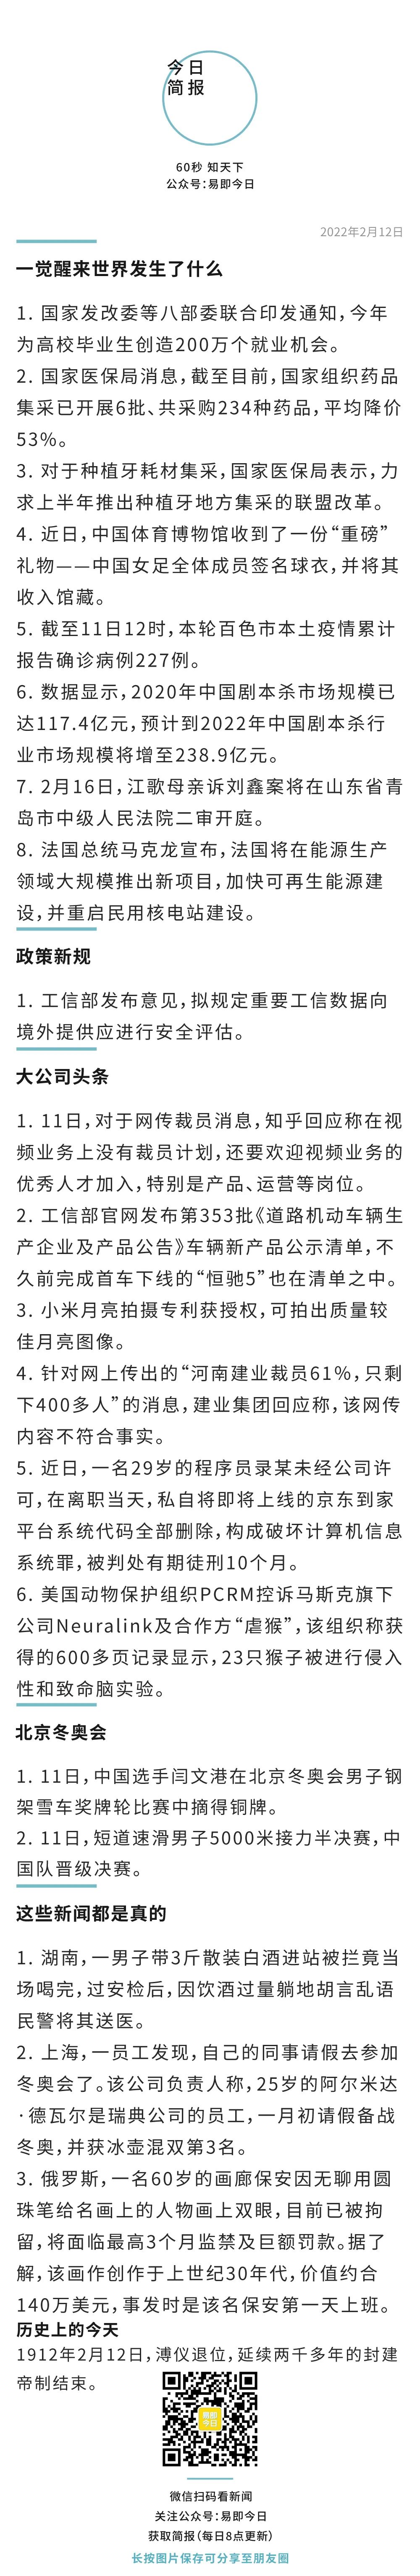 今日
简报
60秒 知天下
公众号：易即今日
2022年2月12日
一觉醒来世界发生了什么
1. 国家发改委等八部委联合印发通知，今年
为高校毕业生创造200万个就业机会。
2. 国家医保局消息，截至目前，国家组织药品
集采已开展6批、共采购234种药品，平均降价
53%。
3. 对于种植牙耗材集采，国家医保局表示，力
求上半年推出种植牙地方集采的联盟改革。
4. 近日，中国体育博物馆收到了一份“重磅”
礼物——中国女足全体成员签名球衣，并将其
收入馆藏。
5. 截至11日12时，本轮百色市本土疫情累计
报告确诊病例227例。
6. 数据显示，2020年中国剧本杀市场规模已
达117.4亿元，预计到2022年中国剧本杀行
业市场规模将增至238.9亿元。
7. 2月16日，江歌母亲诉刘鑫案将在山东省青
岛市中级人民法院二审开庭。
8. 法国总统马克龙宣布，法国将在能源生产
领域大规模推出新项目，加快可再生能源建
设，并重启民用核电站建设。
政策新规
1. 工信部发布意见，拟规定重要工信数据向
境外提供应进行安全评估。
大公司头条
1. 11日，对于网传裁员消息，知乎回应称在视
频业务上没有裁员计划，还要欢迎视频业务的
优秀人才加入，特别是产品、运营等岗位。
2. 工信部官网发布第353批《道路机动车辆生
产企业及产品公告》车辆新产品公示清单，不
久前完成首车下线的“恒驰5”也在清单之中。
3. 小米月亮拍摄专利获授权，可拍出质量较
佳月亮图像。
4. 针对网上传出的“河南建业裁员61%，只剩
下400多人”的消息，建业集团回应称，该网传
内容不符合事实。
5. 近日，一名29岁的程序员录某未经公司许
可，在离职当天，私自将即将上线的京东到家
平台系统代码全部删除，构成破坏计算机信息
系统罪，被判处有期徒刑10个月。
6. 美国动物保护组织PCRM控诉马斯克旗下
公司Neuralink及合作方“虐猴”，该组织称获
得的600多页记录显示，23只猴子被进行侵入
性和致命脑实验。
北京冬奥会
1. 11日，中国选手闫文港在北京冬奥会男子钢
架雪车奖牌轮比赛中摘得铜牌。
2. 11日，短道速滑男子5000米接力半决赛，中
国队晋级决赛。
这些新闻都是真的
1. 湖南，一男子带3斤散装白酒进站被拦竟当
场喝完，过安检后，因饮酒过量躺地胡言乱语
民警将其送医。
2. 上海，一员工发现，自己的同事请假去参加
冬奥会了。该公司负责人称，25岁的阿尔米达
·德瓦尔是瑞典公司的员工，一月初请假备战
冬奥，并获冰壶混双第3名。
3. 俄罗斯，一名60岁的画廊保安因无聊用圆
珠笔给名画上的人物画上双眼，目前已被拘
留，将面临最高3个月监禁及巨额罚款。据了
解，该画作创作于上世纪30年代，价值约合
140万美元，事发时是该名保安第一天上班。
历史上的今天
1912年2月12日，溥仪退位，延续两千多年的封建
帝制结束。
易即
今日
微信扫码看新闻
关注公众号：易即今日
获取简报（每日8点更新）
长按图片保存可分享至朋友圈